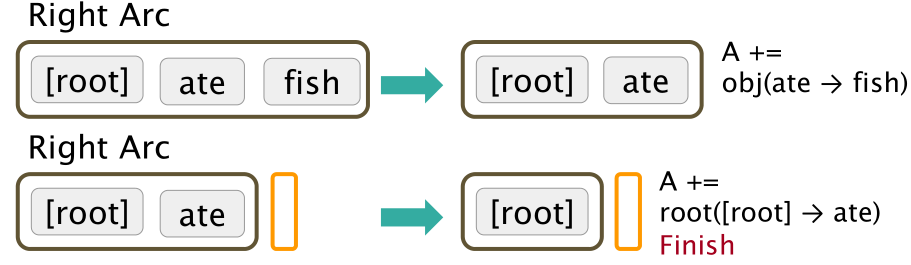 Right Arc
[root] ate fish
[root] ate
A +=
obj(ate → fish)
Right Arc
[root] ate
[root]
A +=
root([root] → ate)
Finish